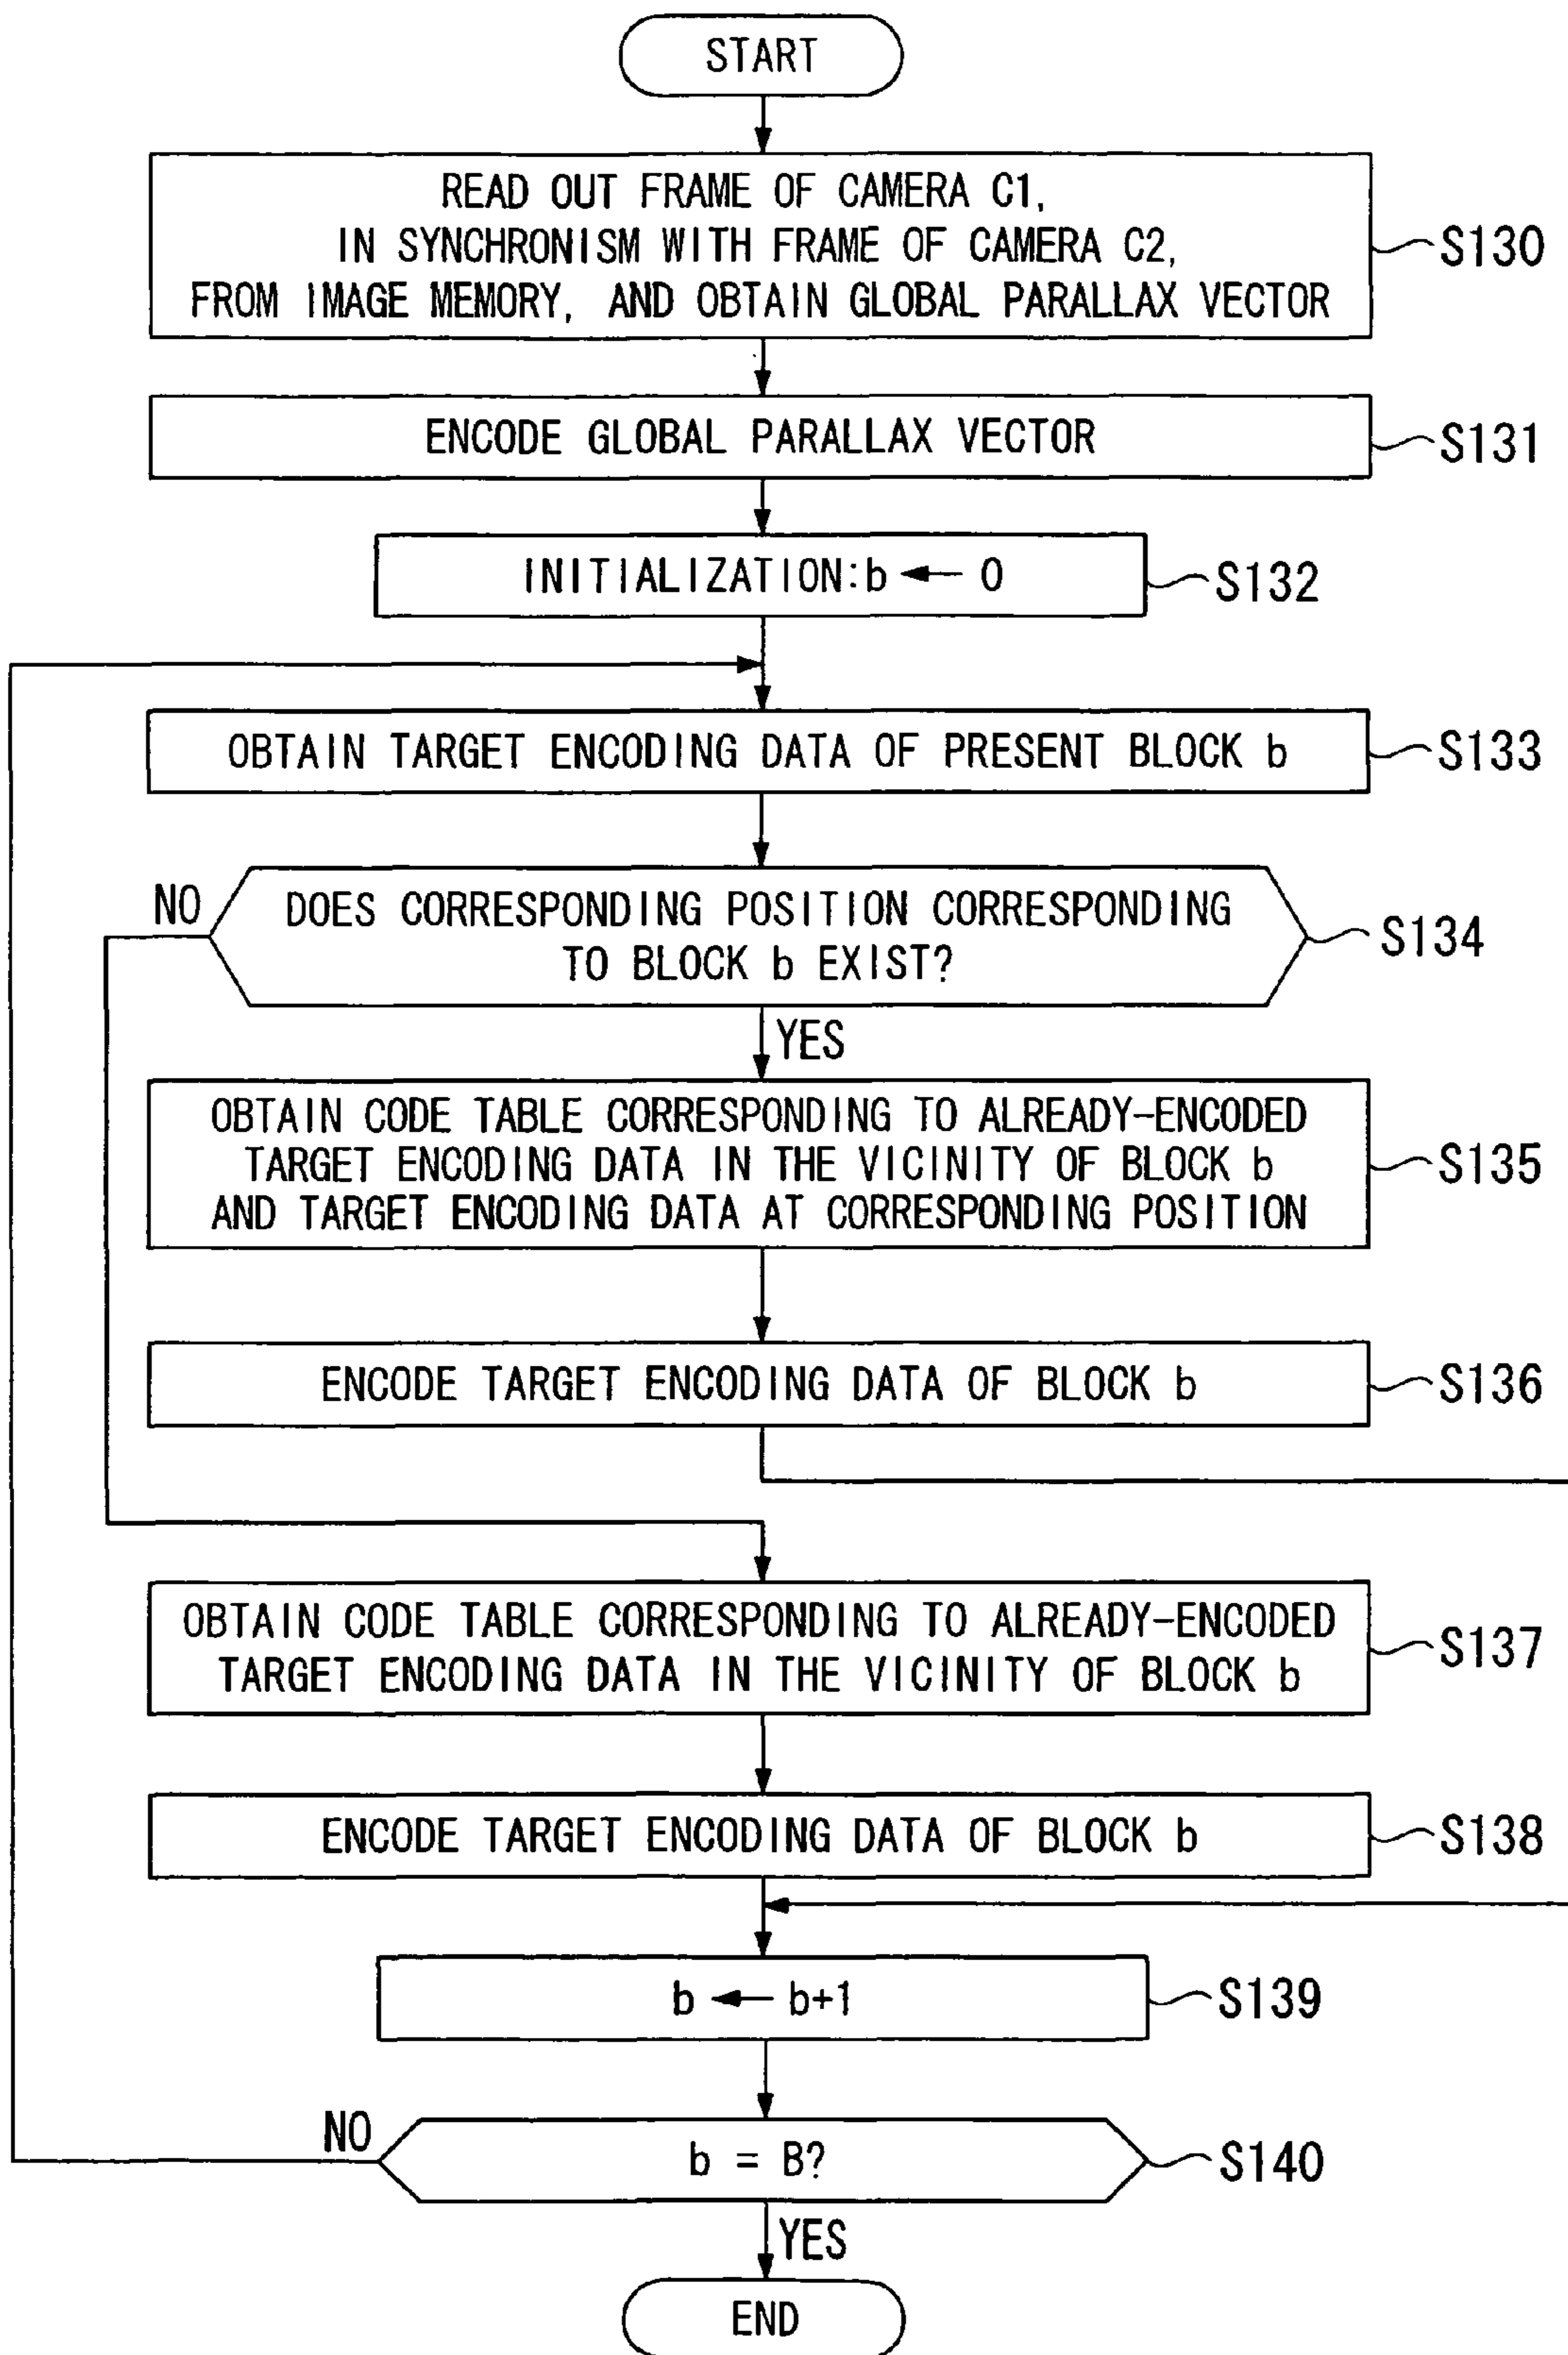 START
READ OUT FRAME OF CAMERA C1,
IN SYNCHRONISM WITH FRAME OF CAMERA C2,
FROM IMAGE MEMORY, AND OBTAIN GLOBAL PARALLAX VECTOR
S130
ENCODE GLOBAL PARALLAX VECTOR
S131
INITIALIZATION:b ← 0
S132
OBTAIN TARGET ENCODING DATA OF PRESENT BLOCK b
S133
NO
DOES CORRESPONDING POSITION CORRESPONDING
TO BLOCK b EXIST?
S134
YES
OBTAIN CODE TABLE CORRESPONDING TO ALREADY-ENCODED
TARGET ENCODING DATA IN THE VICINITY OF BLOCK b
AND TARGET ENCODING DATA AT CORRESPONDING POSITION
S135
ENCODE TARGET ENCODING DATA OF BLOCK b
S136
OBTAIN CODE TABLE CORRESPONDING TO ALREADY-ENCODED
TARGET ENCODING DATA IN THE VICINITY OF BLOCK b
S137
ENCODE TARGET ENCODING DATA OF BLOCK b
S138
b ← b+1
S139
NO
b = B?
S140
YES
END